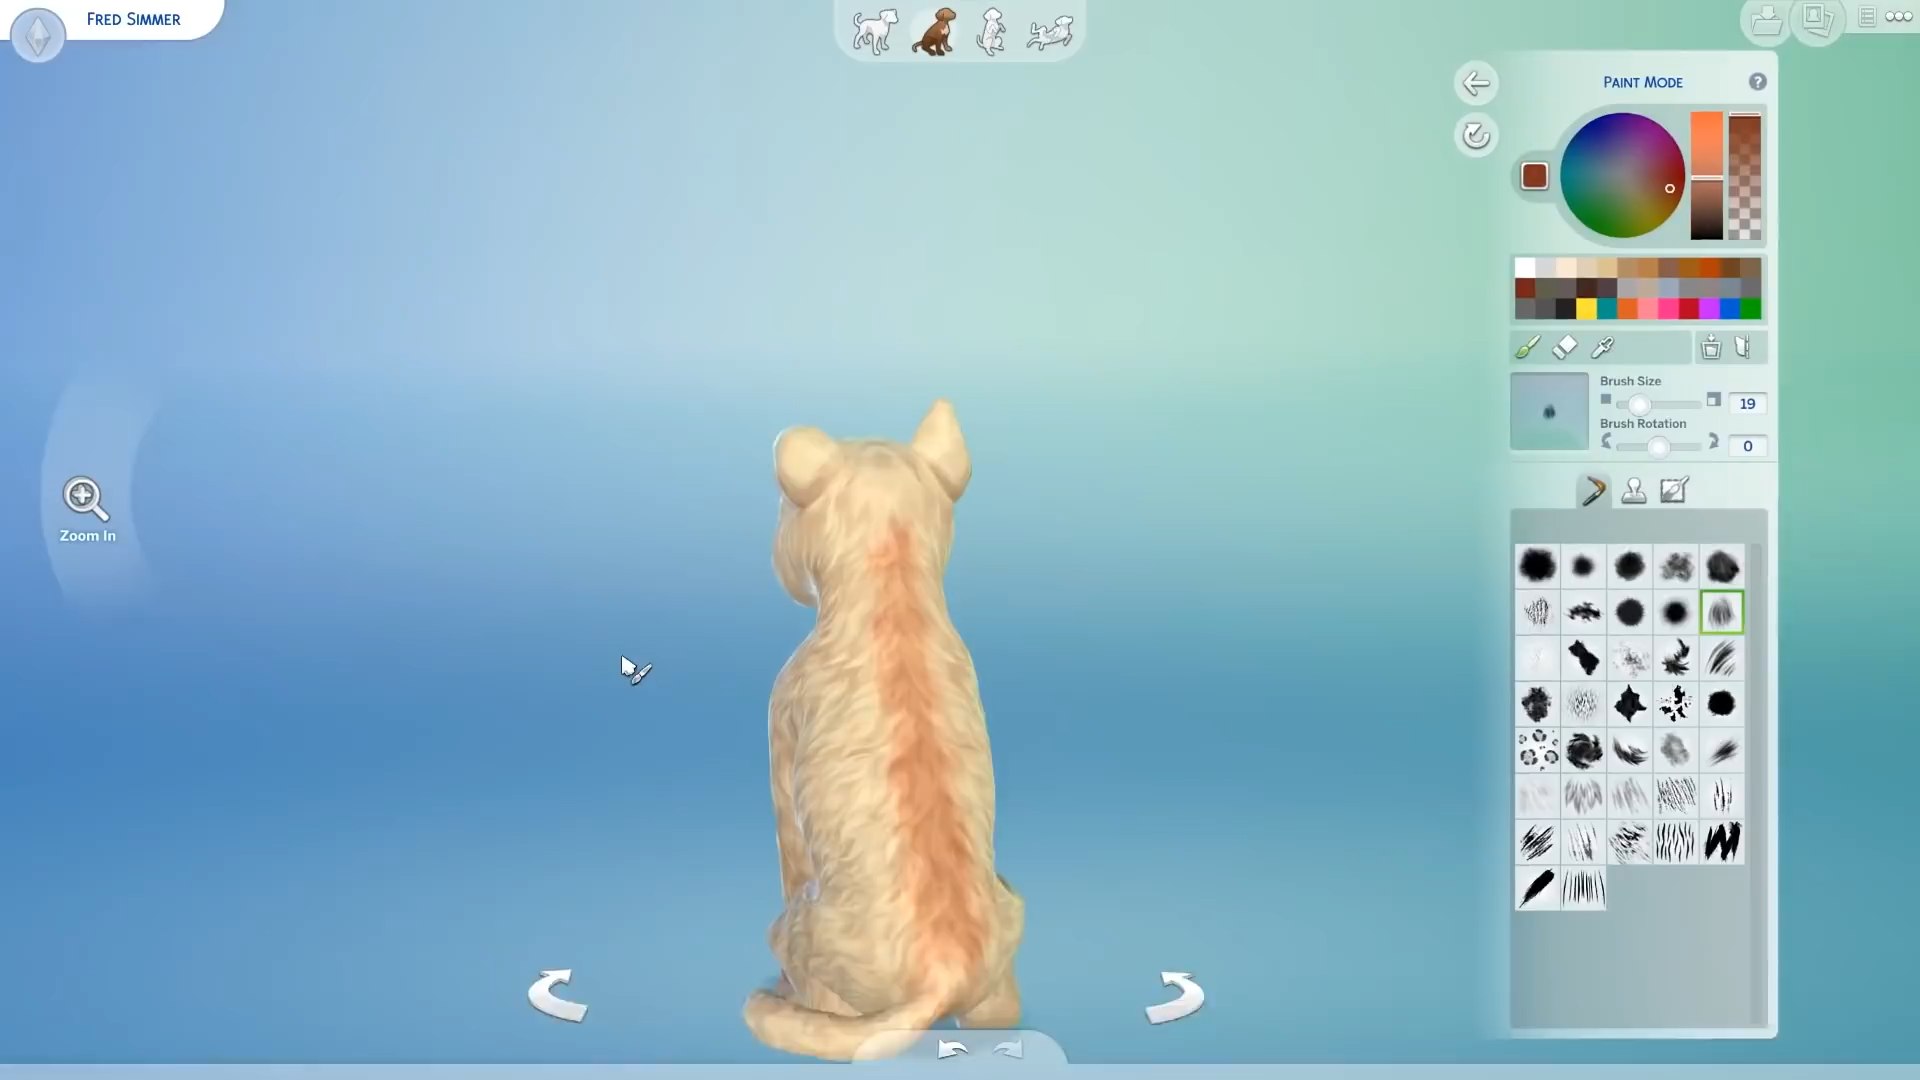 FRED SIMMER
PAINT MODE
?
Brush Size
19
Brush Rotation
0
Zoom In